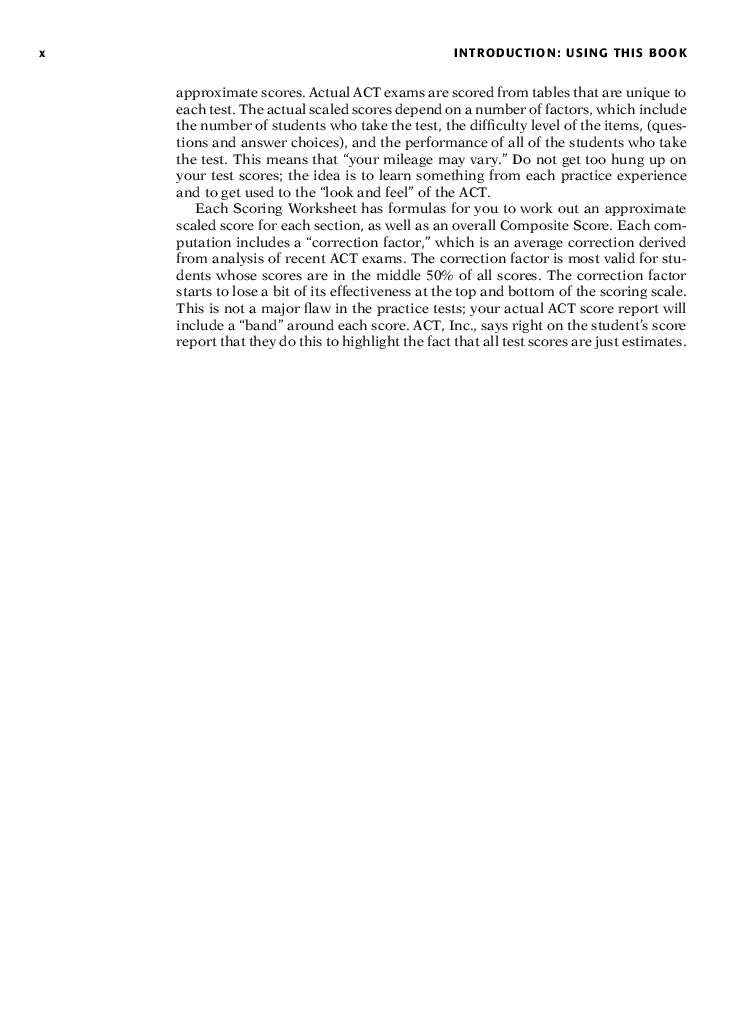 x INTRODUCTION: USING THIS BOOK
approximate scores. Actual ACT exams are scored from tables that are unique to
each test. The actual scaled scores depend on a number of factors, which include
the number of students who take the test, the difficulty level of the items, (ques-
tions and answer choices), and the performance of all of the students who take
the test. This means that “your mileage may vary.” Do not get too hung up on
your test scores; the idea is to learn something from each practice experience
and to get used to the “look and feel” of the ACT.
Each Scoring Worksheet has formulas for you to work out an approximate
scaled score for each section, as well as an overall Composite Score. Each com-
putation includes a “correction factor,” which is an average correction derived
from analysis of recent ACT exams. The correction factor is most valid for stu-
dents whose scores are in the middle 50% of all scores. The correction factor
starts to lose a bit of its effectiveness at the top and bottom of the scoring scale.
This is not a major flaw in the practice tests; your actual ACT score report will
include a “band” around each score. ACT, Inc., says right on the student’s score
report that they do this to highlight the fact that all test scores are just estimates.